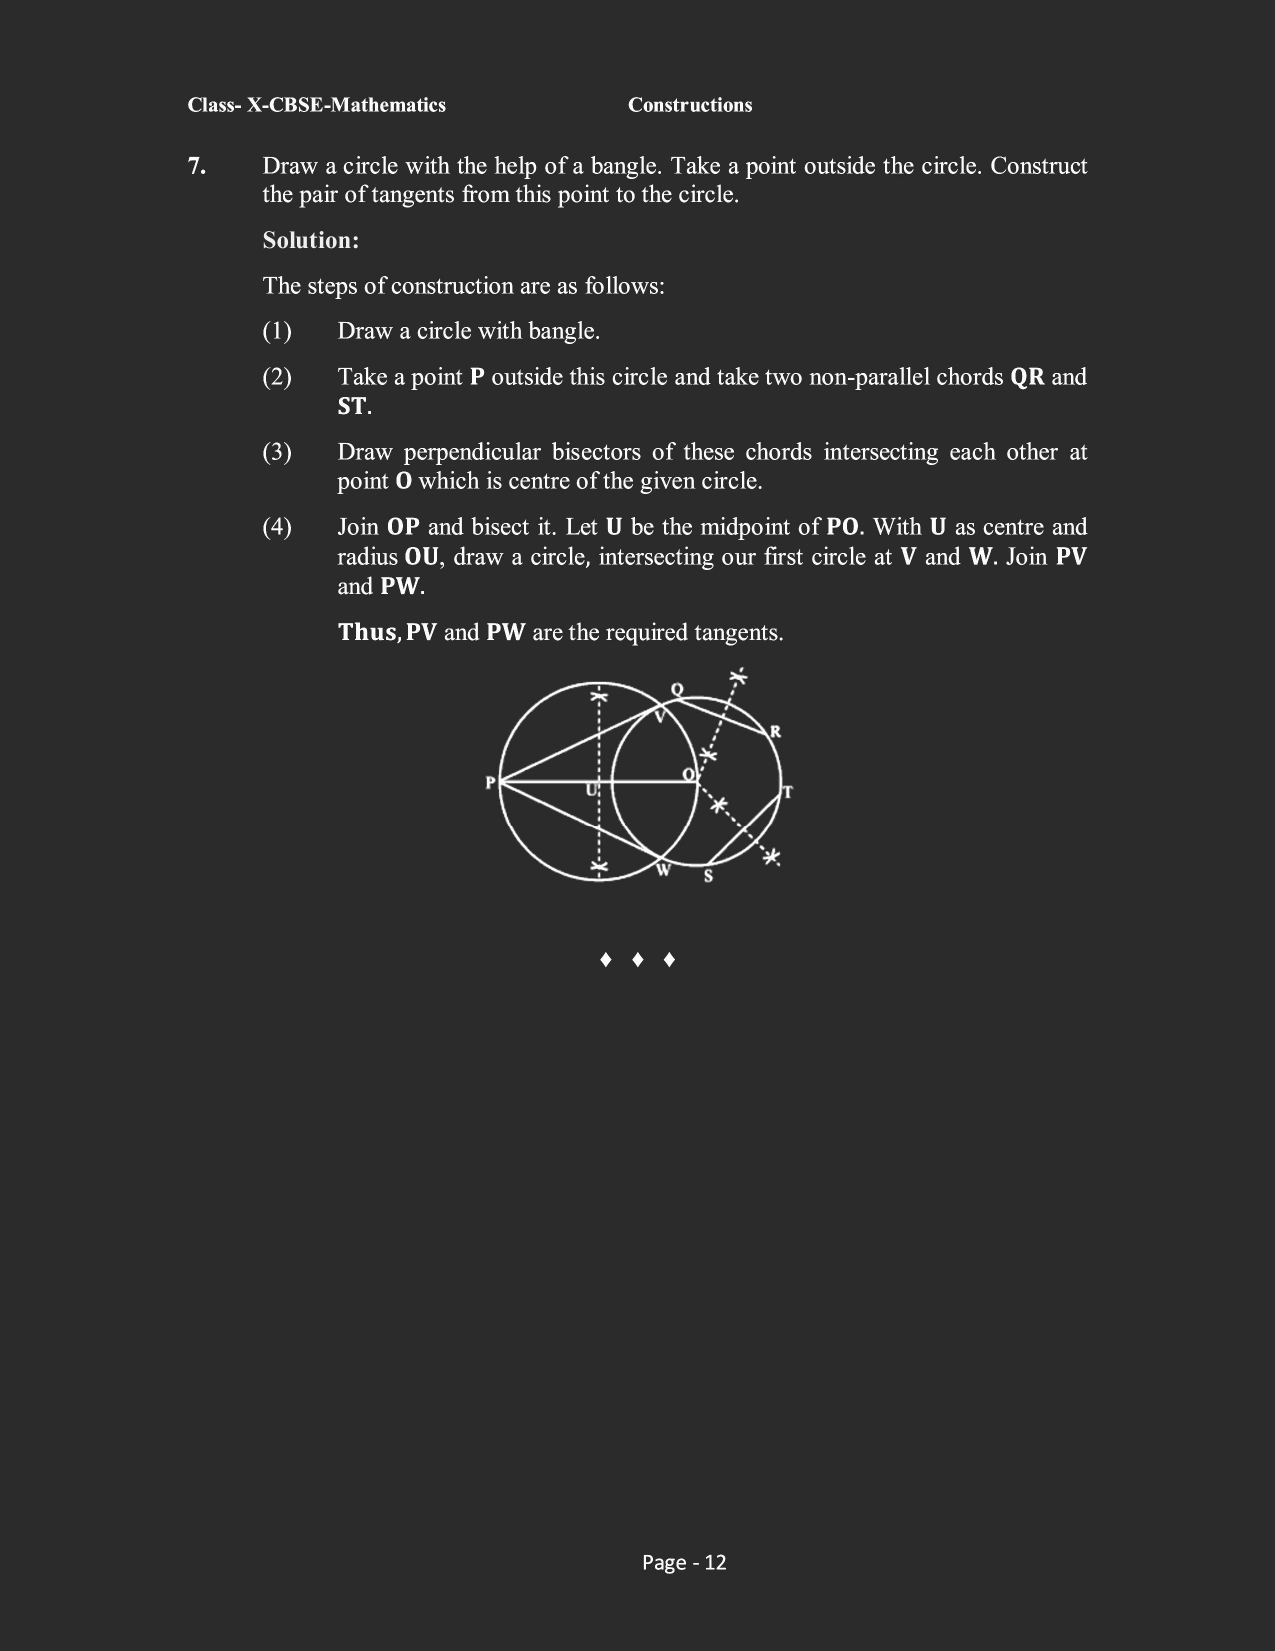 Class- X-CBSE-Mathematics Constructions
7. Draw a circle with the help of a bangle. Take a point outside the circle. Construct
the pair of tangents from this point to the circle.
Solution:
The steps of construction are as follows:
(1) Draw a circle with bangle.
(2) Take a point P outside this circle and take two non-parallel chords QR and
ST.
(3) Draw perpendicular bisectors of these chords intersecting each other at
point O which is centre of the given circle.
(4) Join OP and bisect it. Let U be the midpoint of PO. With U as centre and
radius OU, draw a circle, intersecting our first circle at V and W. Join PV
and PW.
Thus, PV and PW are the required tangents.
Q
V
R
O
P
U
T
W
S
Page - 12